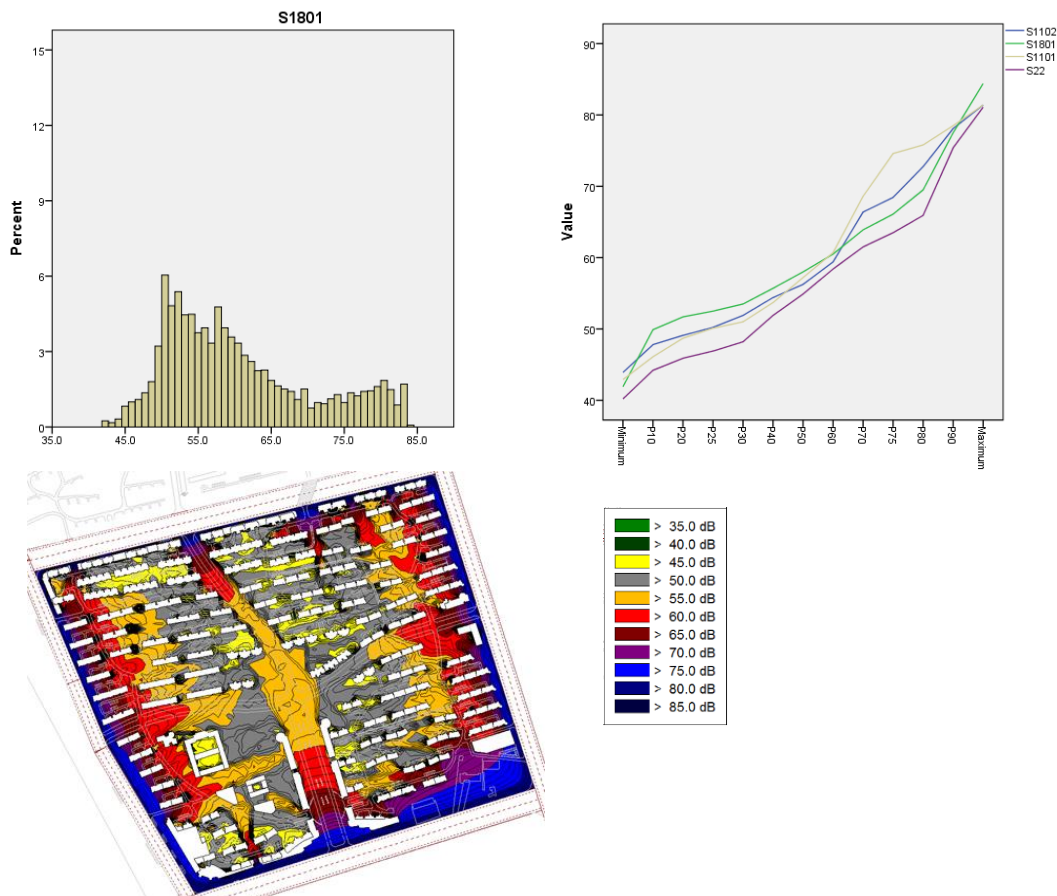 S1801
15
12
9
6
3
0
Percent
35.0 45.0 55.0 65.0 75.0 85.0
90
80
70
60
50
40
Value
Minimum P10 P20 P25 P30 P40 P50 P60 P70 P75 P80 P90 Maximum
S1102
S1801
S1101
S22
> 35.0 dB
> 40.0 dB
> 45.0 dB
> 50.0 dB
> 55.0 dB
> 60.0 dB
> 65.0 dB
> 70.0 dB
> 75.0 dB
> 80.0 dB
> 85.0 dB